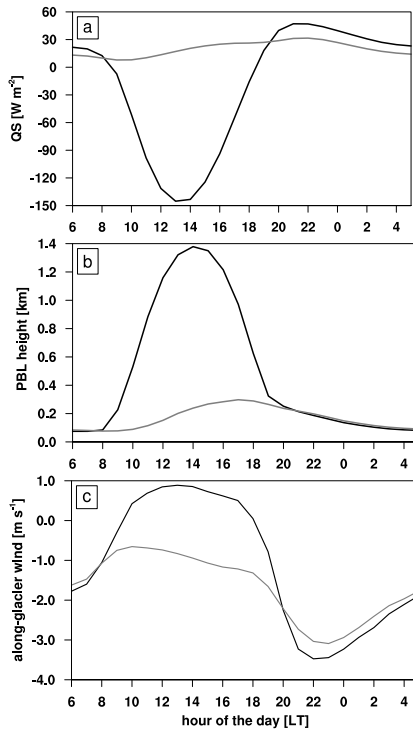 a
60
30
0
-30
-60
-90
-120
-150
QS [W m-2]
6 8 10 12 14 16 18 20 22 0 2 4
b
1.4
1.2
1.0
0.8
0.6
0.4
0.2
0.0
PBL height [km]
6 8 10 12 14 16 18 20 22 0 2 4
c
1.0
0.0
-1.0
-2.0
-3.0
-4.0
along-glacier wind [m s-1]
6 8 10 12 14 16 18 20 22 0 2 4
hour of the day [LT]